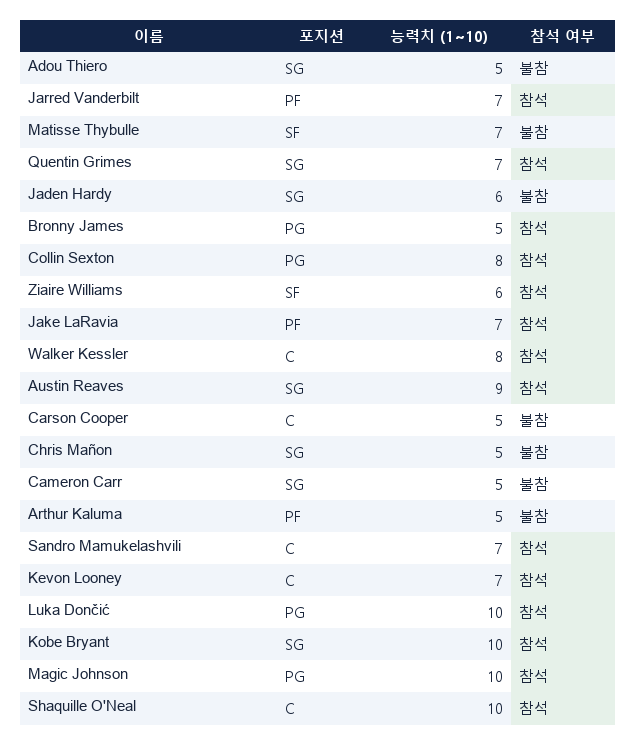 이름 포지션 능력치 (1~10) 참석 여부
Adou Thiero SG 5 불참
Jarred Vanderbilt PF 7 참석
Matisse Thybulle SF 7 불참
Quentin Grimes SG 7 참석
Jaden Hardy SG 6 불참
Bronny James PG 5 참석
Collin Sexton PG 8 참석
Ziaire Williams SF 6 참석
Jake LaRavia PF 7 참석
Walker Kessler C 8 참석
Austin Reaves SG 9 참석
Carson Cooper C 5 불참
Chris Mañon SG 5 불참
Cameron Carr SG 5 불참
Arthur Kaluma PF 5 불참
Sandro Mamukelashvili C 7 참석
Kevon Looney C 7 참석
Luka Dončić PG 10 참석
Kobe Bryant SG 10 참석
Magic Johnson PG 10 참석
Shaquille O'Neal C 10 참석